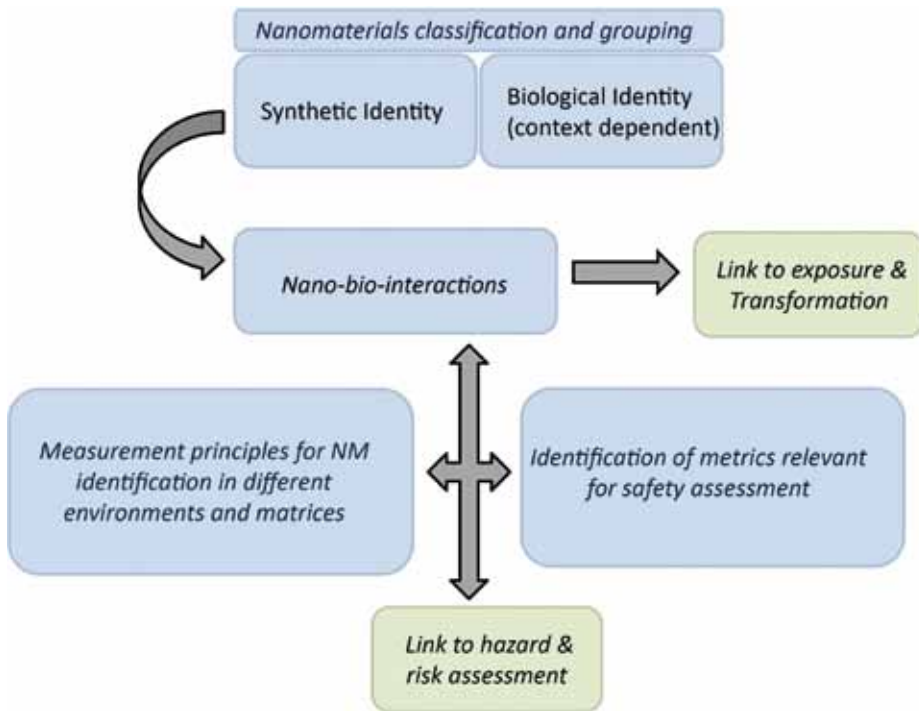 Nanomaterials classification and grouping
Synthetic Identity
Biological Identity
(context dependent)
Nano-bio-interactions
Link to exposure &
Transformation
Measurement principles for NM
identification in different
environments and matrices
Identification of metrics relevant
for safety assessment
Link to hazard &
risk assessment